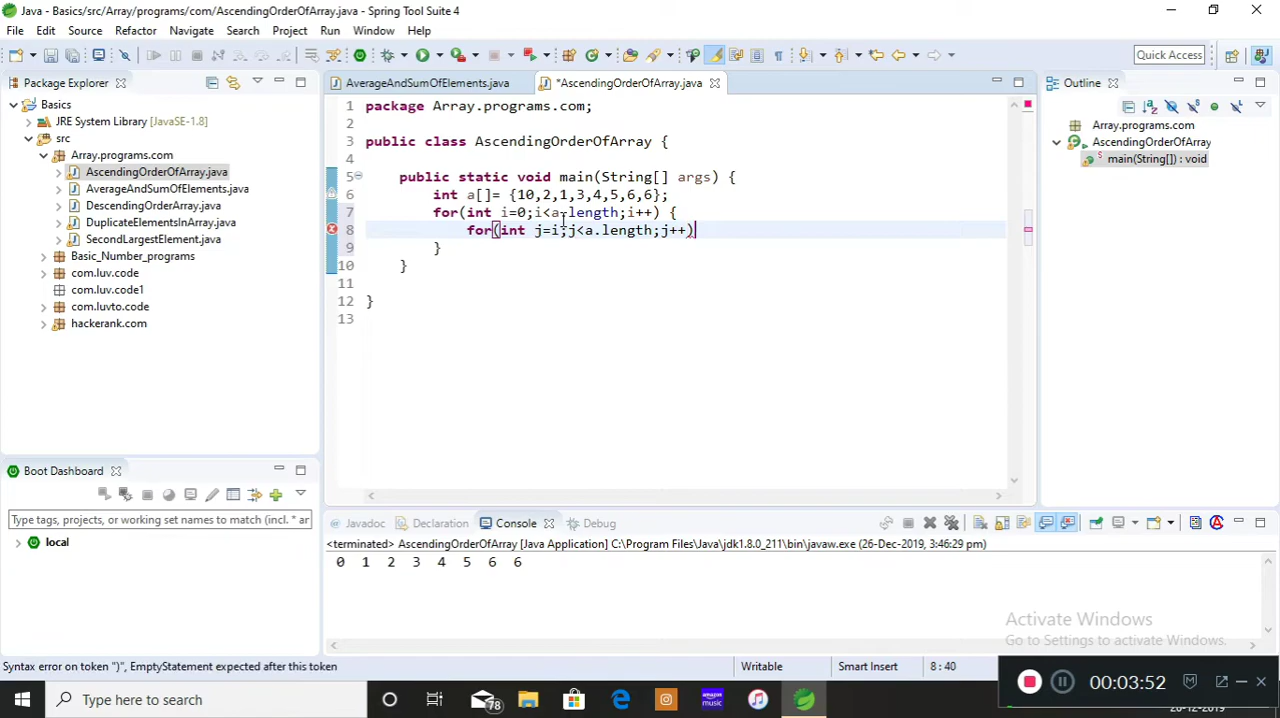 Java - Basics/src/Array/programs/com/AscendingOrderOfArray.java - Spring Tool Suite 4
File Edit Source Refactor Navigate Search Project Run Window Help
Quick Access
Package Explorer
Basics
JRE System Library [JavaSE-1.8]
src
Array.programs.com
AscendingOrderOfArray.java
AverageAndSumOfElements.java
DescendingOrderArray.java
DuplicateElementsInArray.java
SecondLargestElement.java
Basic_Number_programs
com.luv.code
com.luv.code1
com.luvto.code
hackerank.com
AverageAndSumOfElements.java
*AscendingOrderOfArray.java
1 package Array.programs.com;
2
3 public class AscendingOrderOfArray {
4
5 public static void main(String[] args) {
6 int a[]= {10,2,1,3,4,5,6,6};
7 for(int i=0;i<a.length;i++) {
8 for(int j=i;j<a.length;j++)
9 }
10 }
11
12 }
13
Outline
Array.programs.com
AscendingOrderOfArray
main(String[]) : void
Boot Dashboard
Type tags, projects, or working set names to match (incl. * ar
local
Javadoc Declaration Console Debug
<terminated> AscendingOrderOfArray [Java Application] C:\Program Files\Java\jdk1.8.0_211\bin\javaw.exe (26-Dec-2019, 3:46:29 pm)
0 1 2 3 4 5 6 6
Activate Windows
Go to Settings to activate Windows.
Syntax error on token ")", EmptyStatement expected after this token
Writable
Smart Insert
8 : 40
00:03:52
Type here to search
78